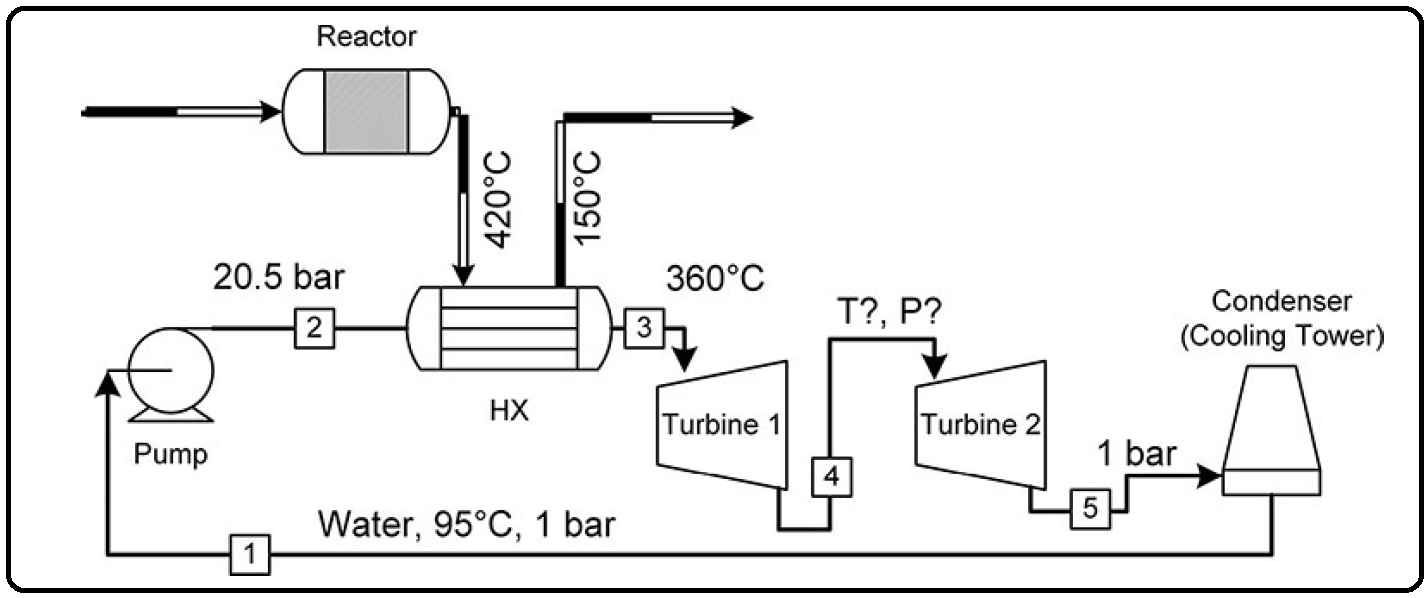 Reactor
420°C
150°C
20.5 bar
360°C
2
3
HX
Pump
T?, P?
Turbine 1
Turbine 2
4
5
1 bar
Condenser
(Cooling Tower)
Water, 95°C, 1 bar
1